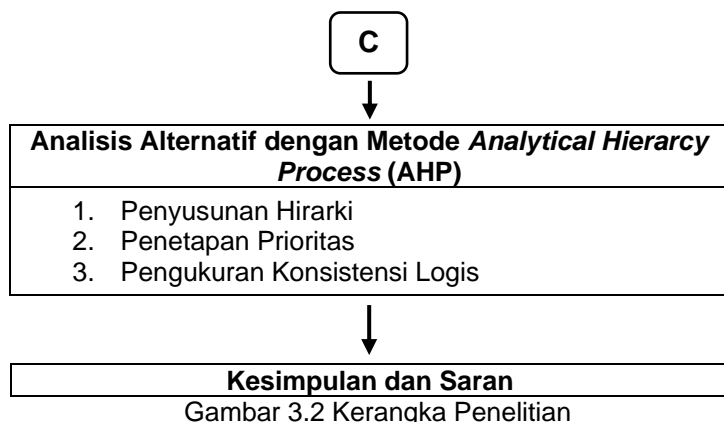 C
Analisis Alternatif dengan Metode Analytical Hierarcy
Process (AHP)
1. Penyusunan Hirarki
2. Penetapan Prioritas
3. Pengukuran Konsistensi Logis
Kesimpulan dan Saran
Gambar 3.2 Kerangka Penelitian